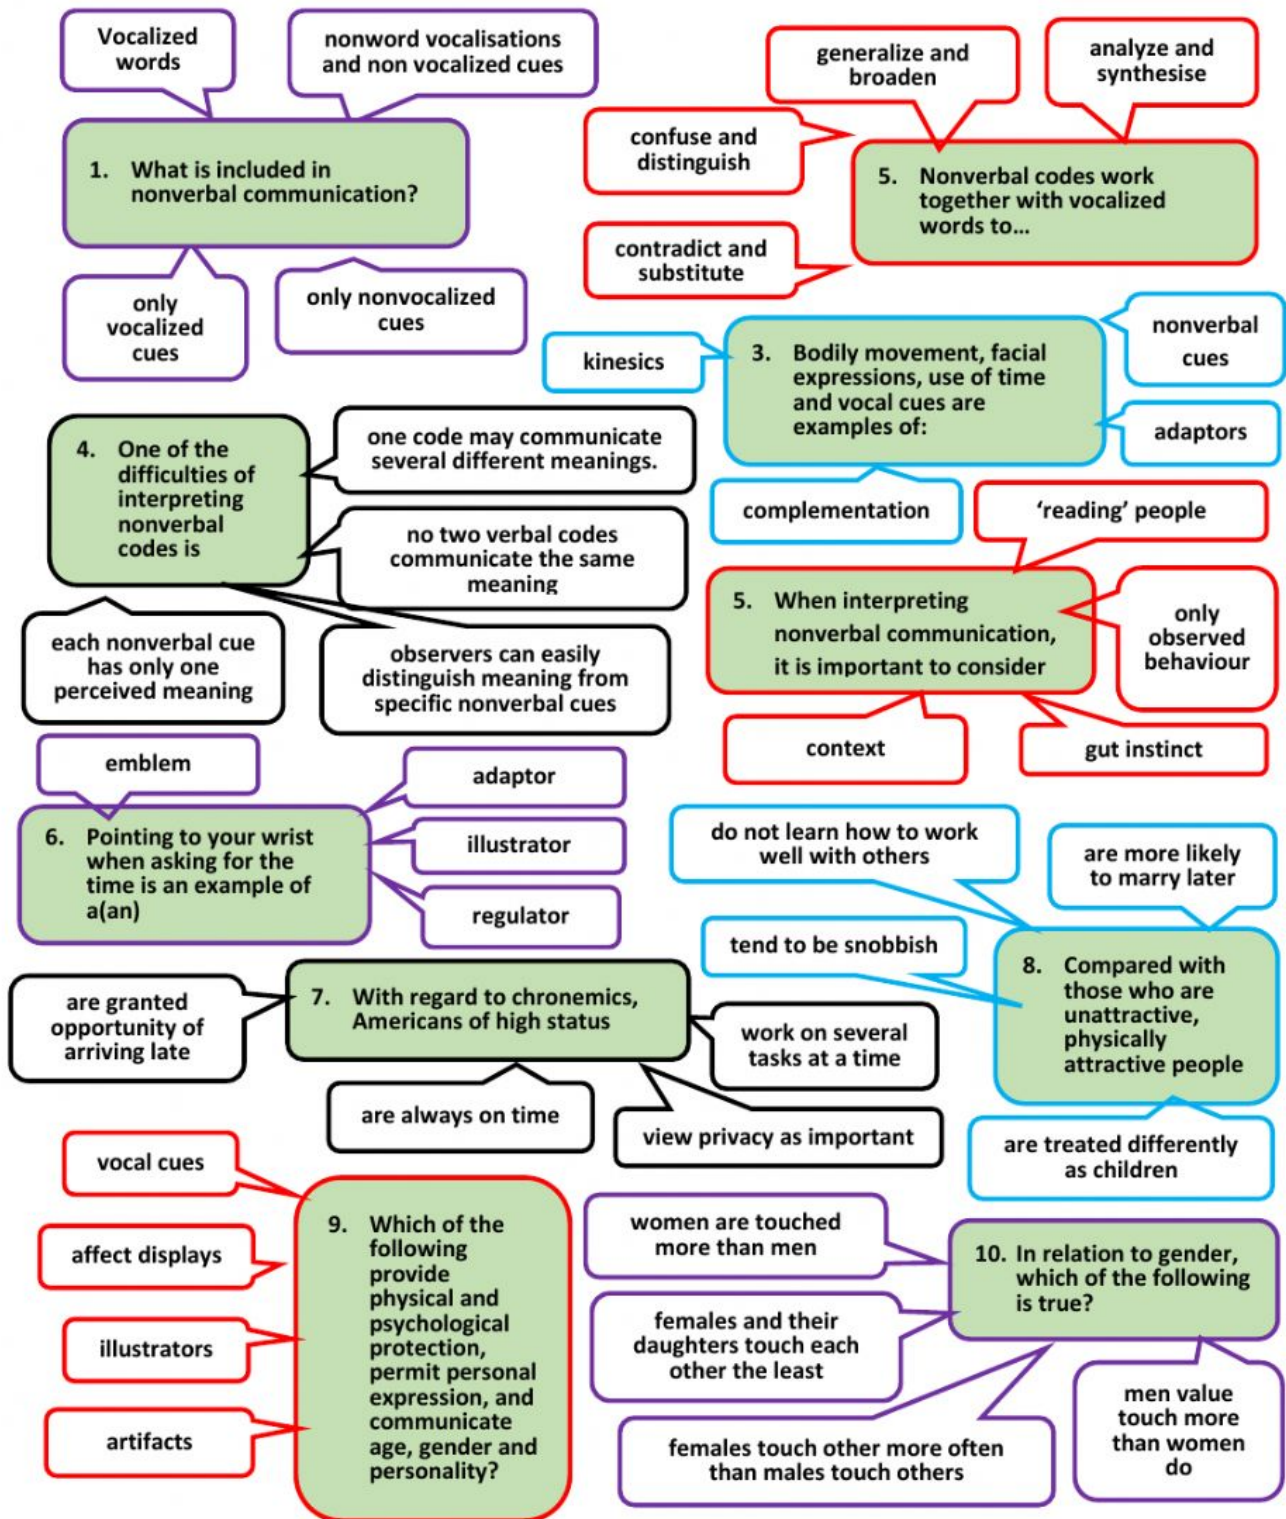 Vocalized
words
nonword vocalisations
and non vocalized cues
1. What is included in
nonverbal communication?
only
vocalized
cues
only nonvocalized
cues
generalize and
broaden
analyze and
synthesise
confuse and
distinguish
5. Nonverbal codes work
together with vocalized
words to...
contradict and
substitute
kinesics
3. Bodily movement, facial
expressions, use of time
and vocal cues are
examples of:
nonverbal
cues
adaptors
complementation
4. One of the
difficulties of
interpreting
nonverbal
codes is
one code may communicate
several different meanings.
no two verbal codes
communicate the same
meaning
each nonverbal cue
has only one
perceived meaning
observers can easily
distinguish meaning from
specific nonverbal cues
‘reading’ people
5. When interpreting
nonverbal communication,
it is important to consider
only
observed
behaviour
context
gut instinct
emblem
adaptor
6. Pointing to your wrist
when asking for the
time is an example of
a(an)
illustrator
regulator
do not learn how to work
well with others
are more likely
to marry later
tend to be snobbish
8. Compared with
those who are
unattractive,
physically
attractive people
are treated differently
as children
are granted
opportunity of
arriving late
7. With regard to chronemics,
Americans of high status
work on several
tasks at a time
are always on time
view privacy as important
vocal cues
affect displays
illustrators
artifacts
9. Which of the
following
provide
physical and
psychological
protection,
permit personal
expression, and
communicate
age, gender and
personality?
women are touched
more than men
10. In relation to gender,
which of the following
is true?
females and their
daughters touch each
other the least
females touch other more often
than males touch others
men value
touch more
than women
do